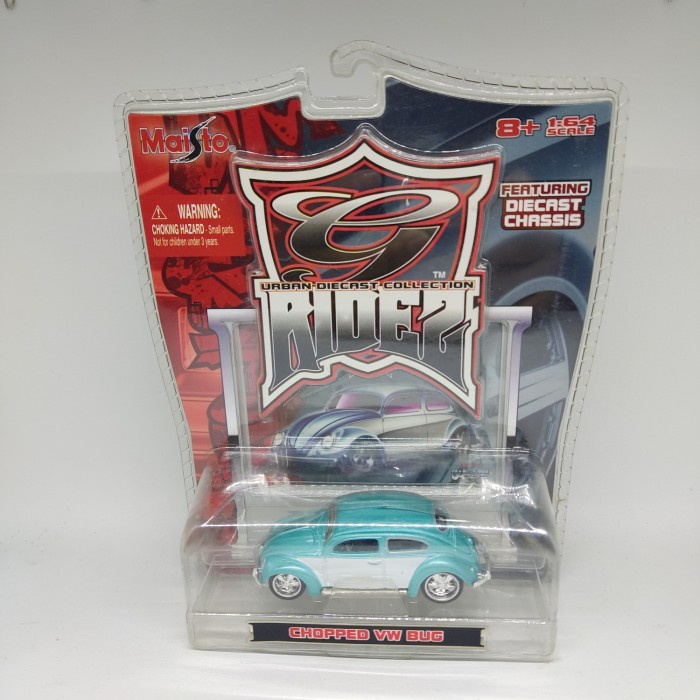 Maisto®
8+ 1:64
SCALE
⚠ WARNING:
CHOKING HAZARD - Small parts.
Not for children under 3 years.
FEATURING
DIECAST
CHASSIS
G
™
URBAN DIECAST COLLECTION
RIDEZ
CHOPPED VW BUG